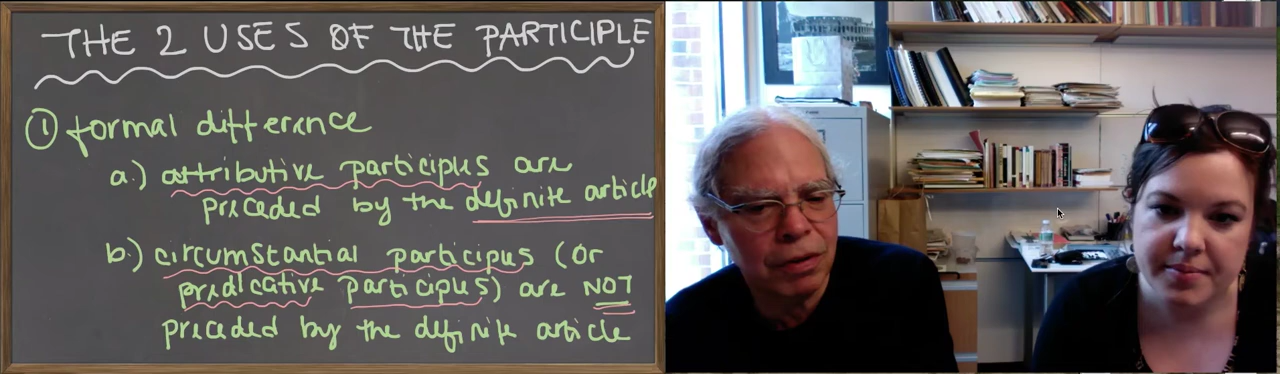 THE 2 USES OF THE PARTICIPLE
① formal difference
a.) attributive participles are
preceded by the definite article
b.) circumstantial participles (or
predicative participles) are NOT
preceded by the definite article